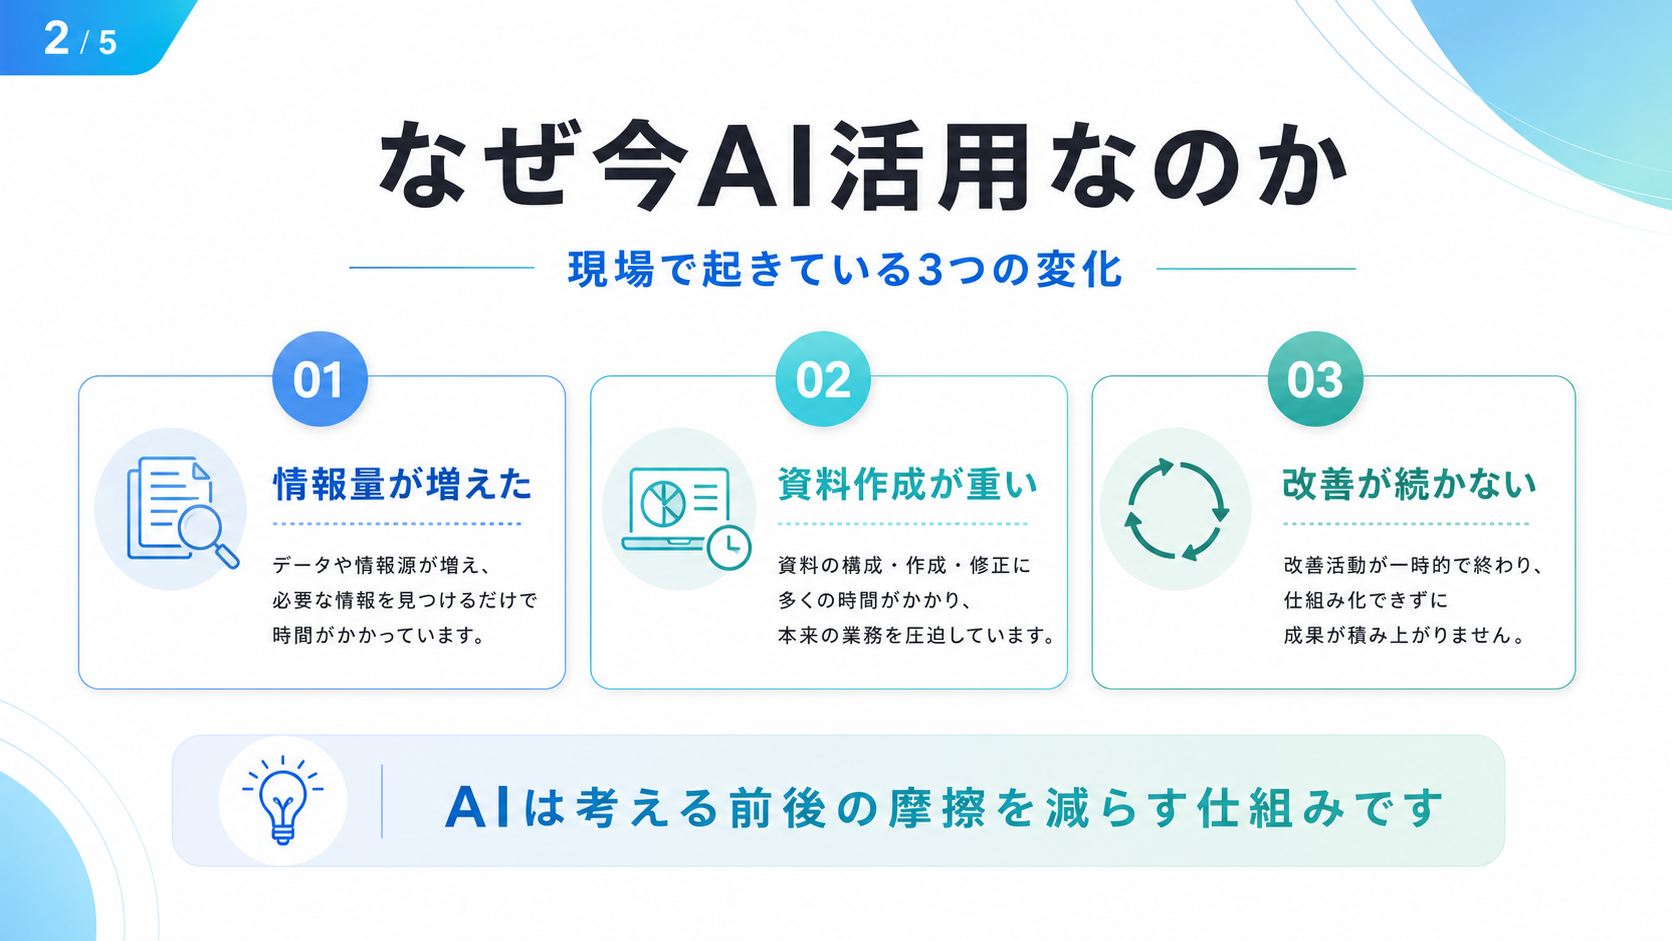 2 / 5
なぜ今AI活用なのか
現場で起きている3つの変化
01
情報量が増えた
データや情報源が増え、
必要な情報を見つけるだけで
時間がかかっています。
02
資料作成が重い
資料の構成・作成・修正に
多くの時間がかかり、
本来の業務を圧迫しています。
03
改善が続かない
改善活動が一時的で終わり、
仕組み化できずに
成果が積み上がりません。
AIは考える前後の摩擦を減らす仕組みです